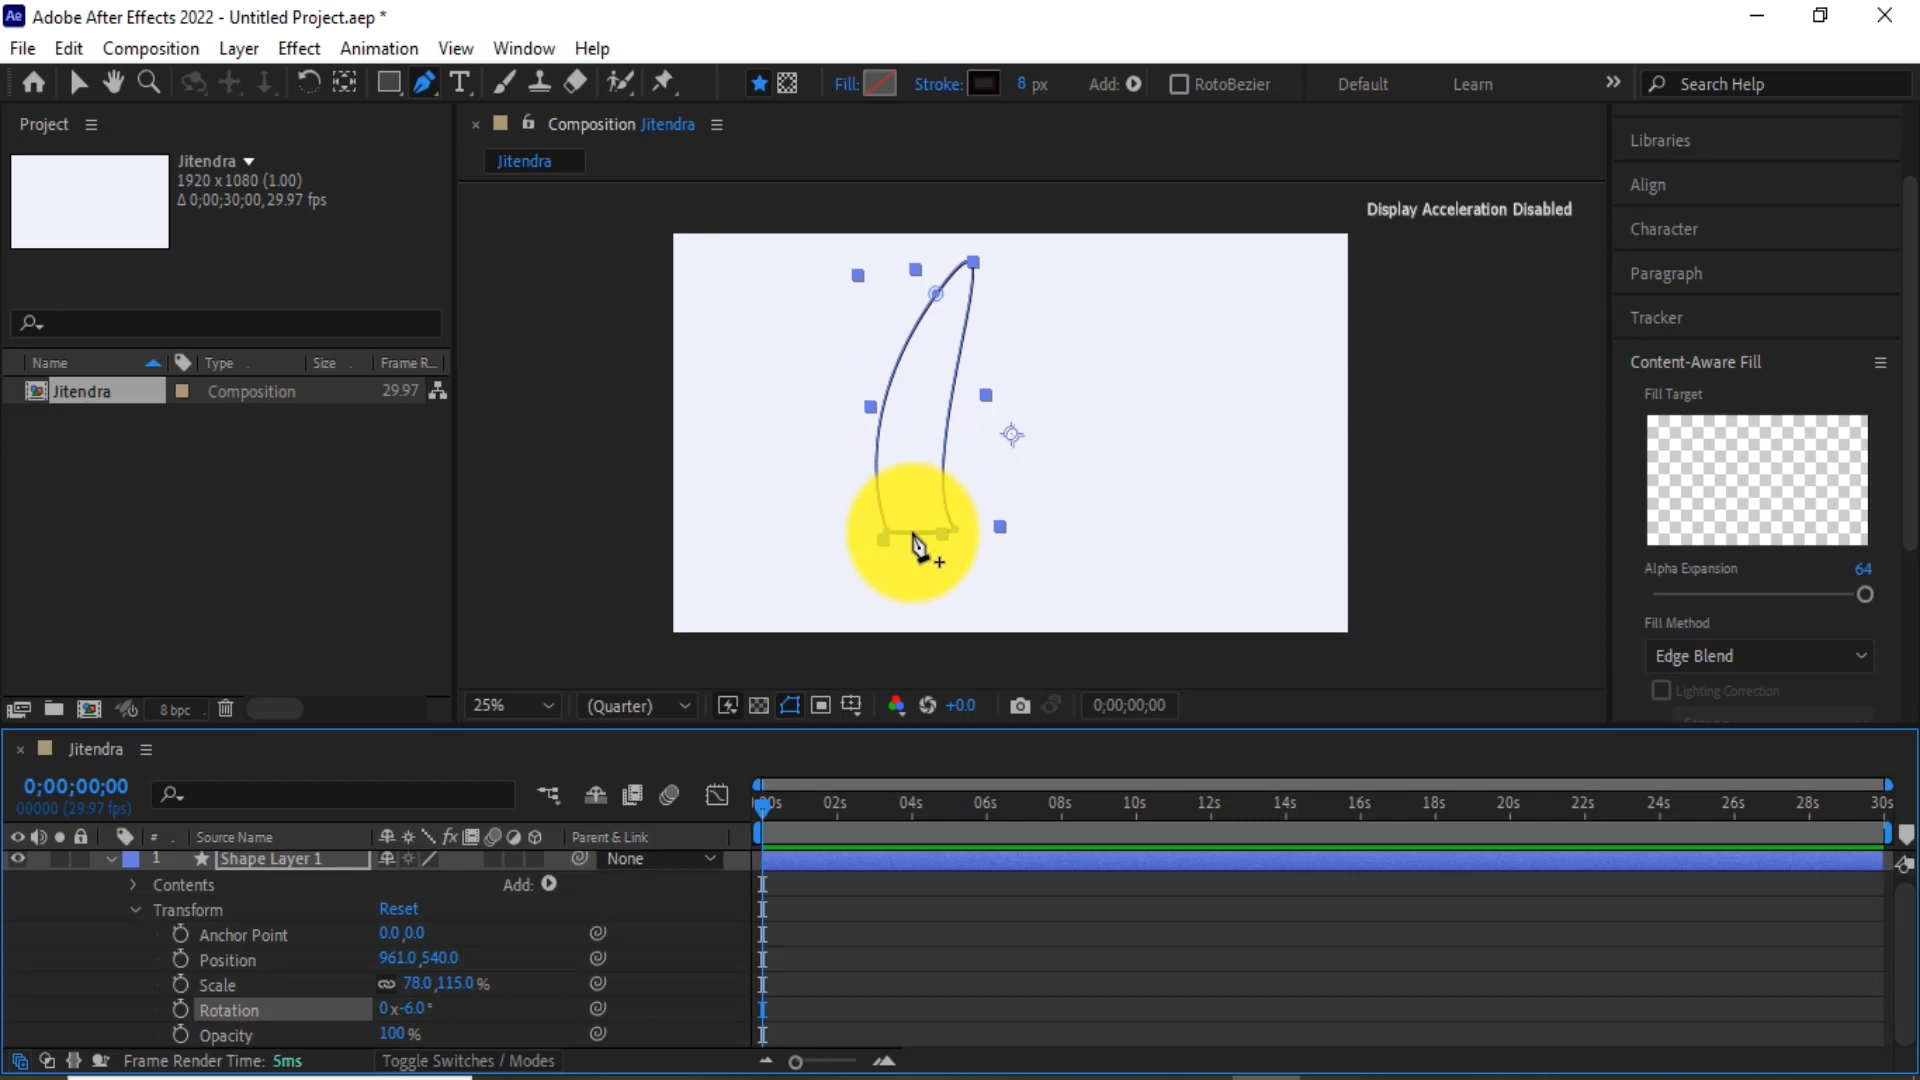 Ae Adobe After Effects 2022 - Untitled Project.aep *
File Edit Composition Layer Effect Animation View Window Help
Fill: Stroke: 8 px Add: RotoBezier Default Learn Search Help
Project
Jitendra
1920 x 1080 (1.00)
Δ 0;00;30;00, 29.97 fps
Name Type Size Frame R...
Jitendra Composition 29.97
8 bpc
Composition Jitendra
Jitendra
Display Acceleration Disabled
25% (Quarter) +0.0 0;00;00;00
Libraries
Align
Character
Paragraph
Tracker
Content-Aware Fill
Fill Target
Alpha Expansion 64
Fill Method
Edge Blend
Lighting Correction
Jitendra
0;00;00;00
00000 (29.97 fps)
02s 04s 06s 08s 10s 12s 14s 16s 18s 20s 22s 24s 26s 28s 30s
# Source Name Parent & Link
1 Shape Layer 1 None
Contents Add:
Transform Reset
Anchor Point 0.0,0.0
Position 961.0,540.0
Scale 78.0,115.0 %
Rotation 0 x-6.0 °
Opacity 100 %
Frame Render Time: 5ms Toggle Switches / Modes